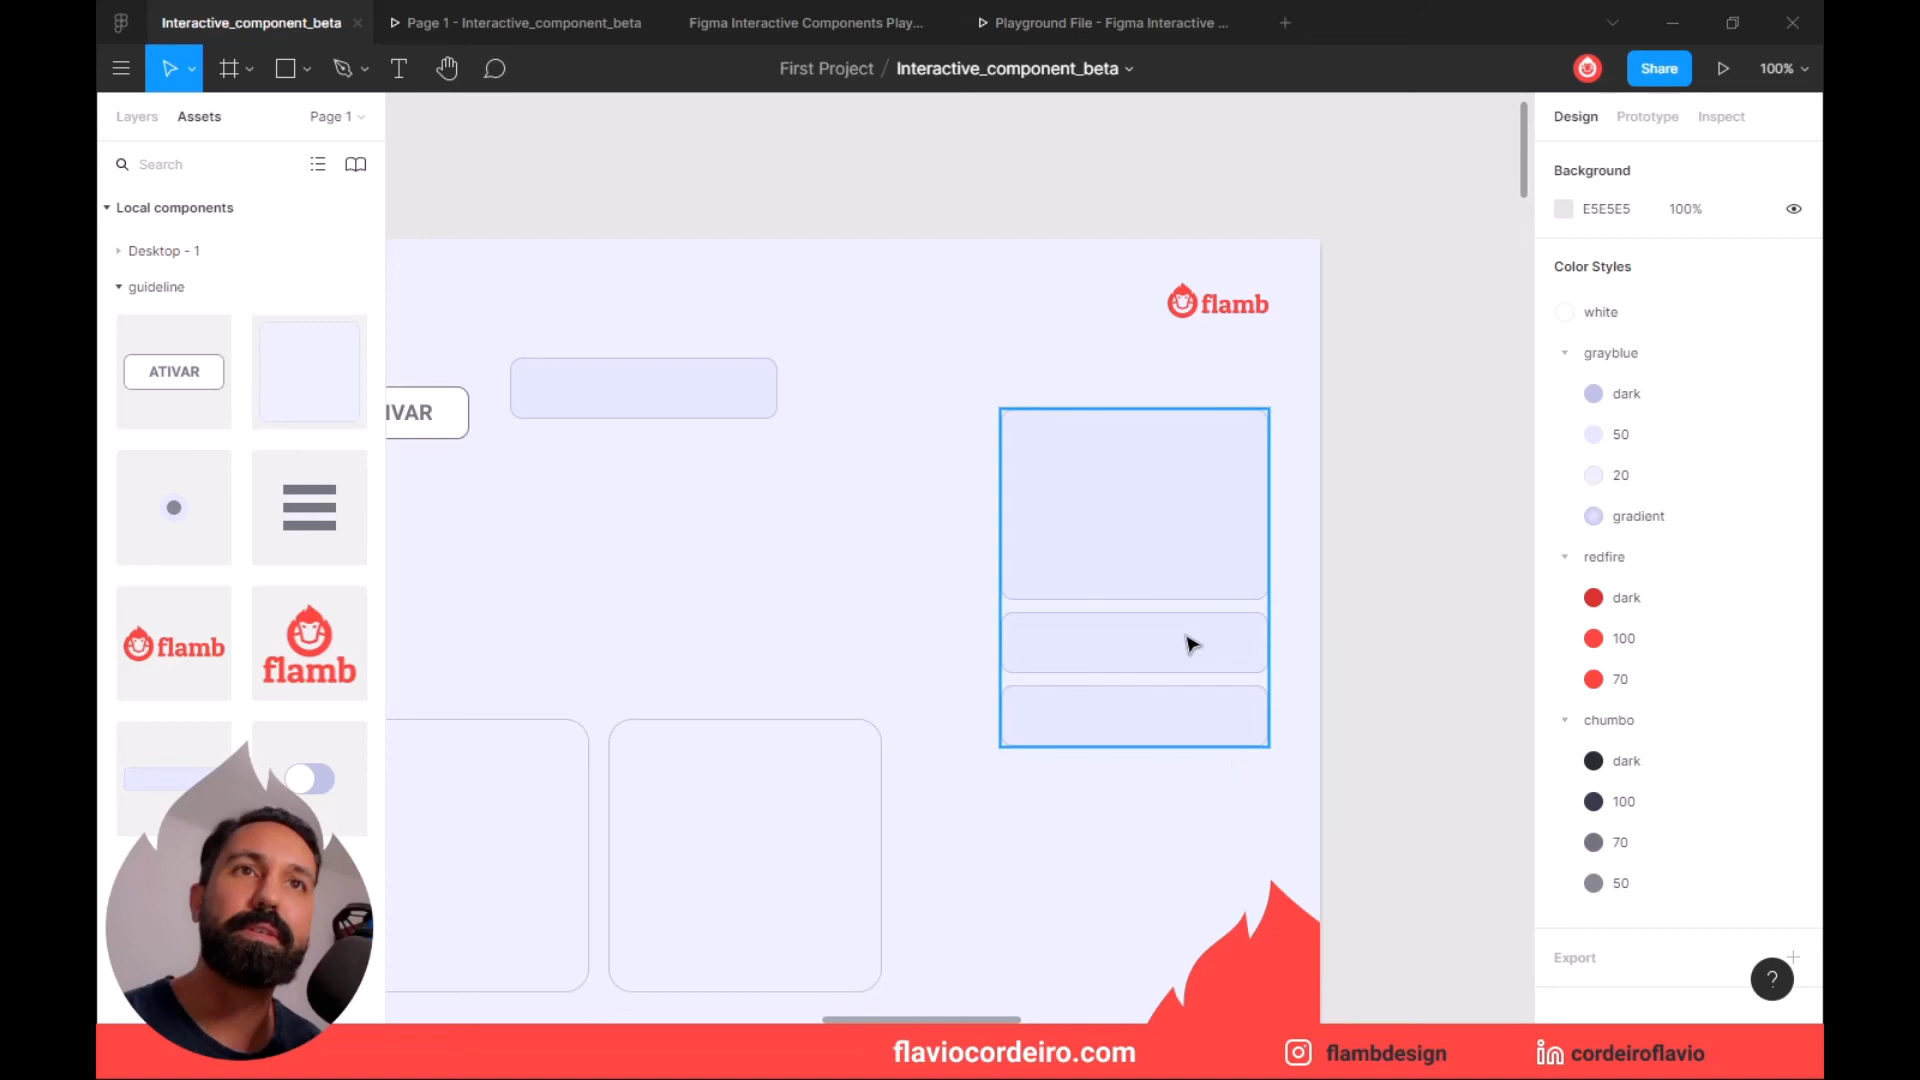 Interactive_component_beta
Page 1 - Interactive_component_beta
Figma Interactive Components Play...
Playground File - Figma Interactive ...
First Project / Interactive_component_beta
Share
100%
Layers
Assets
Page 1
Search
Local components
Desktop - 1
guideline
ATIVAR
flamb
flamb
IVAR
flamb
Design
Prototype
Inspect
Background
E5E5E5
100%
Color Styles
white
grayblue
dark
50
20
gradient
redfire
dark
100
70
chumbo
dark
100
70
50
Export
?
flaviocordeiro.com
flambdesign
in cordeiroflavio